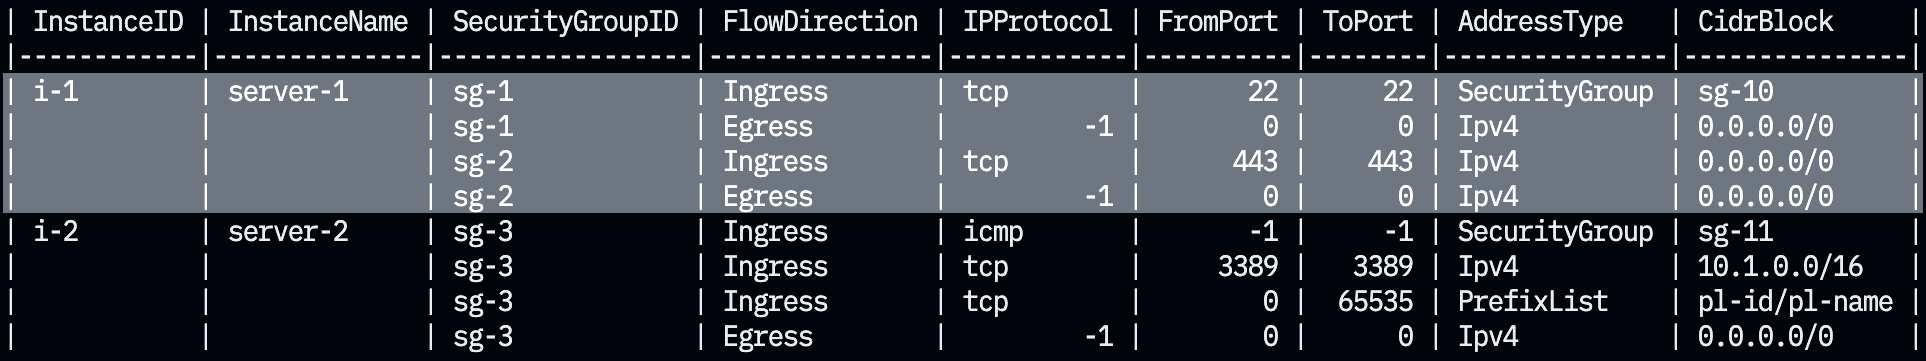 | InstanceID | InstanceName | SecurityGroupID | FlowDirection | IPProtocol | FromPort | ToPort | AddressType | CidrBlock |
|------------|--------------|-----------------|---------------|------------|----------|--------|---------------|---------------|
| i-1 | server-1 | sg-1 | Ingress | tcp | 22 | 22 | SecurityGroup | sg-10 |
| | | sg-1 | Egress | -1 | 0 | 0 | Ipv4 | 0.0.0.0/0 |
| | | sg-2 | Ingress | tcp | 443 | 443 | Ipv4 | 0.0.0.0/0 |
| | | sg-2 | Egress | -1 | 0 | 0 | Ipv4 | 0.0.0.0/0 |
| i-2 | server-2 | sg-3 | Ingress | icmp | -1 | -1 | SecurityGroup | sg-11 |
| | | sg-3 | Ingress | tcp | 3389 | 3389 | Ipv4 | 10.1.0.0/16 |
| | | sg-3 | Ingress | tcp | 0 | 65535 | PrefixList | pl-id/pl-name |
| | | sg-3 | Egress | -1 | 0 | 0 | Ipv4 | 0.0.0.0/0 |